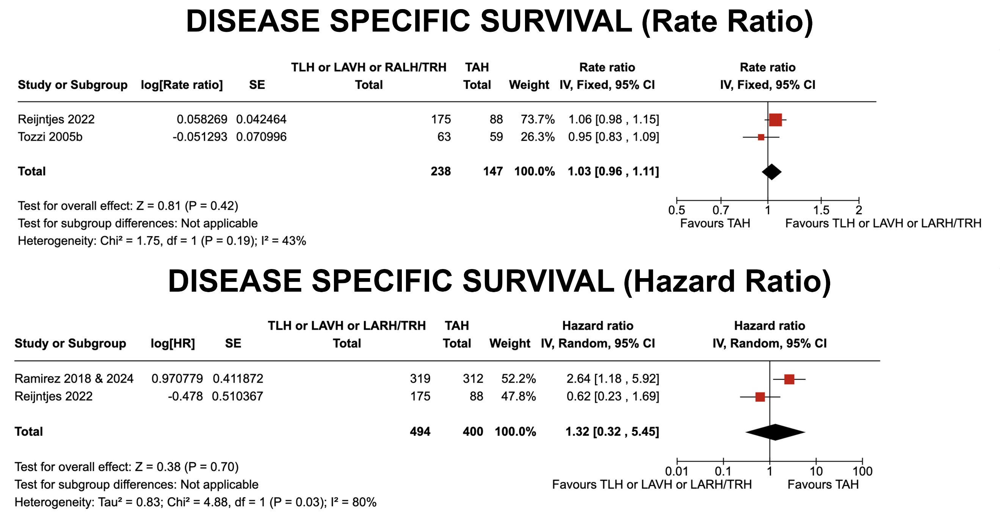 DISEASE SPECIFIC SURVIVAL (Rate Ratio)
TLH or LAVH or RALH/TRH TAH Rate ratio Rate ratio
Study or Subgroup log[Rate ratio] SE Total Total Weight IV, Fixed, 95% CI IV, Fixed, 95% CI
Reijntjes 2022 0.058269 0.042464 175 88 73.7% 1.06 [0.98 , 1.15]
Tozzi 2005b -0.051293 0.070996 63 59 26.3% 0.95 [0.83 , 1.09]
Total 238 147 100.0% 1.03 [0.96 , 1.11]
Test for overall effect: Z = 0.81 (P = 0.42)
0.5 0.7 1 1.5 2
Test for subgroup differences: Not applicable
Favours TAH Favours TLH or LAVH or LARH/TRH
Heterogeneity: Chi² = 1.75, df = 1 (P = 0.19); I² = 43%
DISEASE SPECIFIC SURVIVAL (Hazard Ratio)
TLH or LAVH or LARH/TRH TAH Hazard ratio Hazard ratio
Study or Subgroup log[HR] SE Total Total Weight IV, Random, 95% CI IV, Random, 95% CI
Ramirez 2018 & 2024 0.970779 0.411872 319 312 52.2% 2.64 [1.18 , 5.92]
Reijntjes 2022 -0.478 0.510367 175 88 47.8% 0.62 [0.23 , 1.69]
Total 494 400 100.0% 1.32 [0.32 , 5.45]
Test for overall effect: Z = 0.38 (P = 0.70)
0.01 0.1 1 10 100
Test for subgroup differences: Not applicable
Favours TLH or LAVH or LARH/TRH Favours TAH
Heterogeneity: Tau² = 0.83; Chi² = 4.88, df = 1 (P = 0.03); I² = 80%